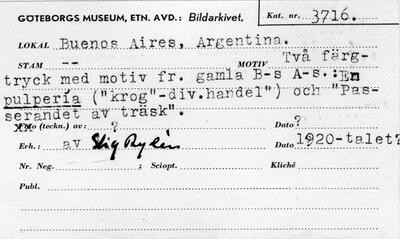 GÖTEBORGS MUSEUM, ETN. AVD.: Bildarkivet. Kat. nr. 3716.
LOKAL Buenos Aires, Argentina.
STAM -- MOTIV Två färg-
tryck med motiv fr. gamla B-s A-s.: En
pulpería ("krog"-div.handel") och "Pas-
serandet av träsk".
Foto (teckn.) av: ? Dato ?
Erh.: av Stig Rydén Dato 1920-talet?
Nr. Neg.: Sciopt. Kliché
Publ.